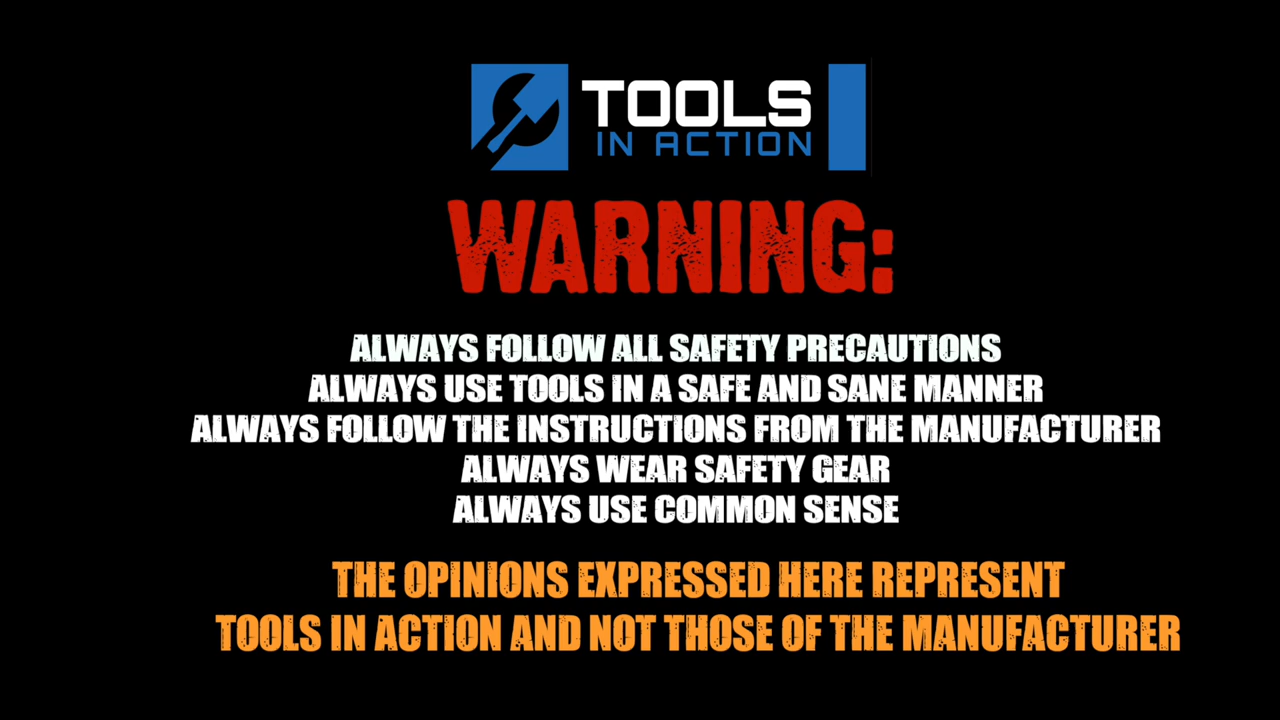 TOOLS
IN ACTION
WARNING:
ALWAYS FOLLOW ALL SAFETY PRECAUTIONS
ALWAYS USE TOOLS IN A SAFE AND SANE MANNER
ALWAYS FOLLOW THE INSTRUCTIONS FROM THE MANUFACTURER
ALWAYS WEAR SAFETY GEAR
ALWAYS USE COMMON SENSE
THE OPINIONS EXPRESSED HERE REPRESENT
TOOLS IN ACTION AND NOT THOSE OF THE MANUFACTURER